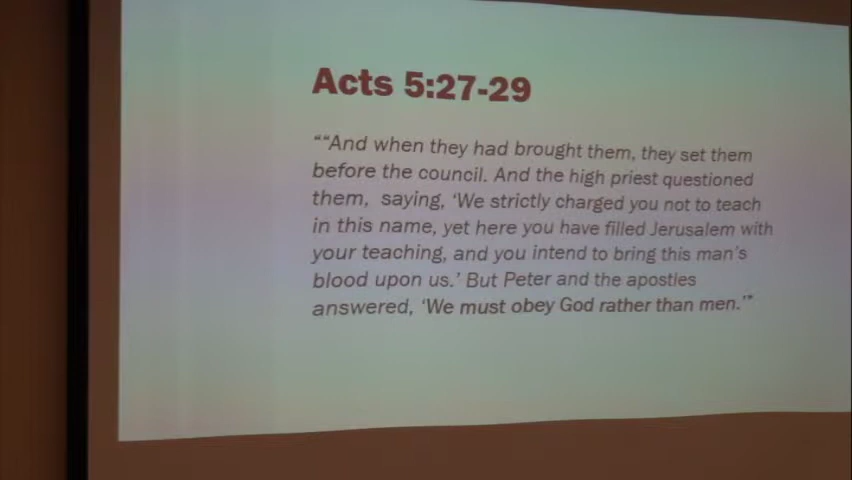 Acts 5:27-29
““And when they had brought them, they set them
before the council. And the high priest questioned
them, saying, ‘We strictly charged you not to teach
in this name, yet here you have filled Jerusalem with
your teaching, and you intend to bring this man’s
blood upon us.’ But Peter and the apostles
answered, ‘We must obey God rather than men.’”